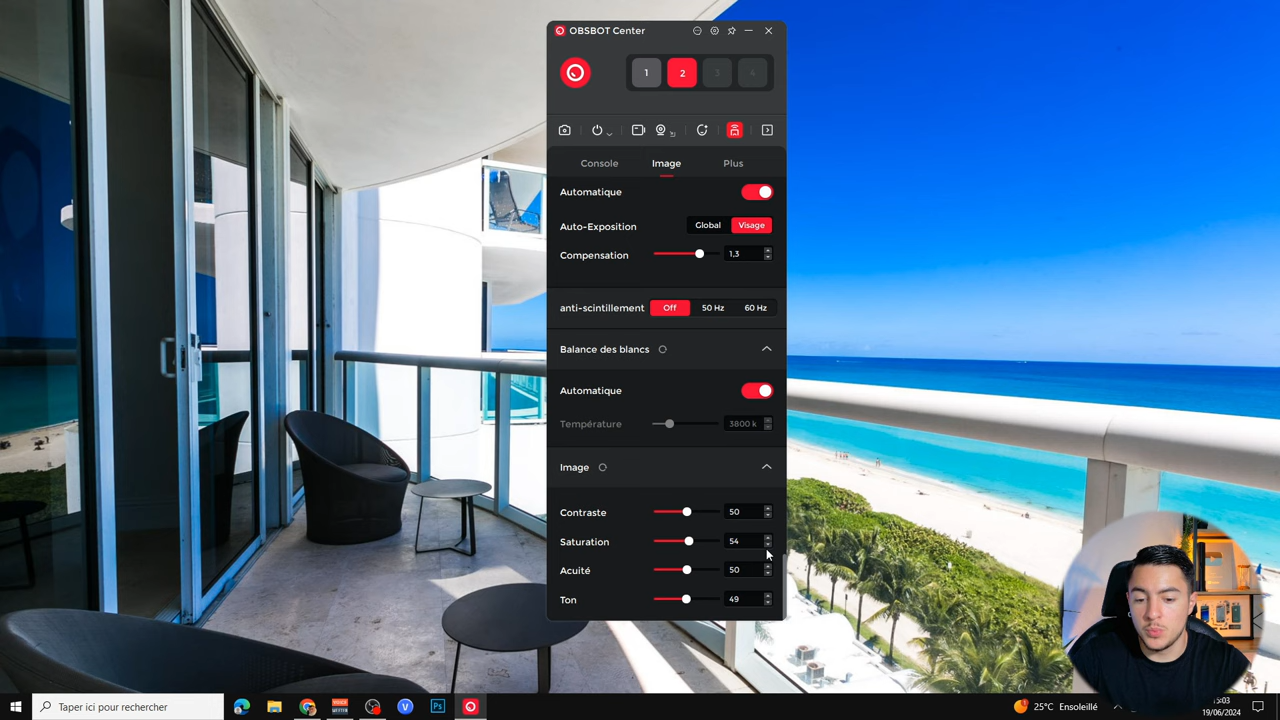 OBSBOT Center
1 2 3 4
Console Image Plus
Automatique
Auto-Exposition Global Visage
Compensation 1,3
anti-scintillement Off 50 Hz 60 Hz
Balance des blancs
Automatique
Température 3800 k
Image
Contraste 50
Saturation 54
Acuité 50
Ton 49
Taper ici pour rechercher
V
Ps
25°C Ensoleillé
19/06/2024